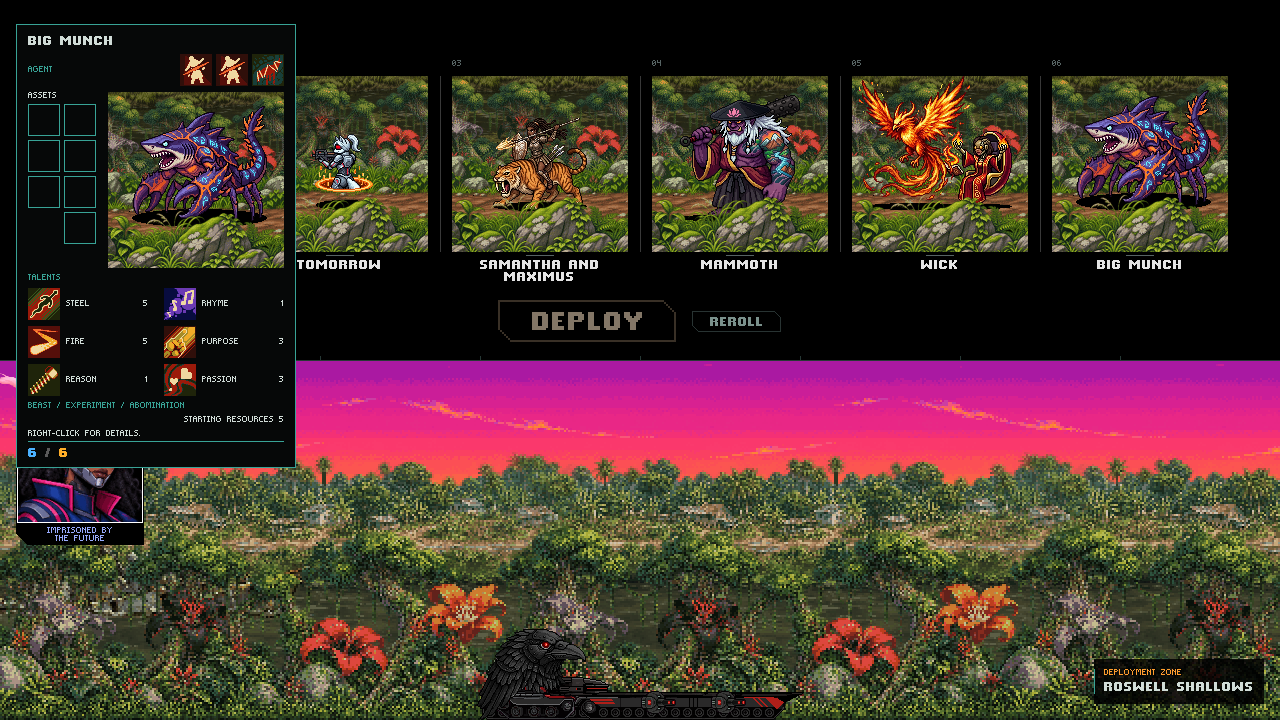 BIG MUNCH
AGENT
ASSETS
TALENTS
STEEL 5
RHYME 1
FIRE 5
PURPOSE 3
REASON 1
PASSION 3
BEAST / EXPERIMENT / ABOMINATION
STARTING RESOURCES 5
RIGHT-CLICK FOR DETAILS.
6 / 6
IMPRISONED BY
THE FUTURE
03
04
05
06
TOMORROW
SAMANTHA AND
MAXIMUS
MAMMOTH
WICK
BIG MUNCH
DEPLOY
REROLL
DEPLOYMENT ZONE
ROSWELL SHALLOWS